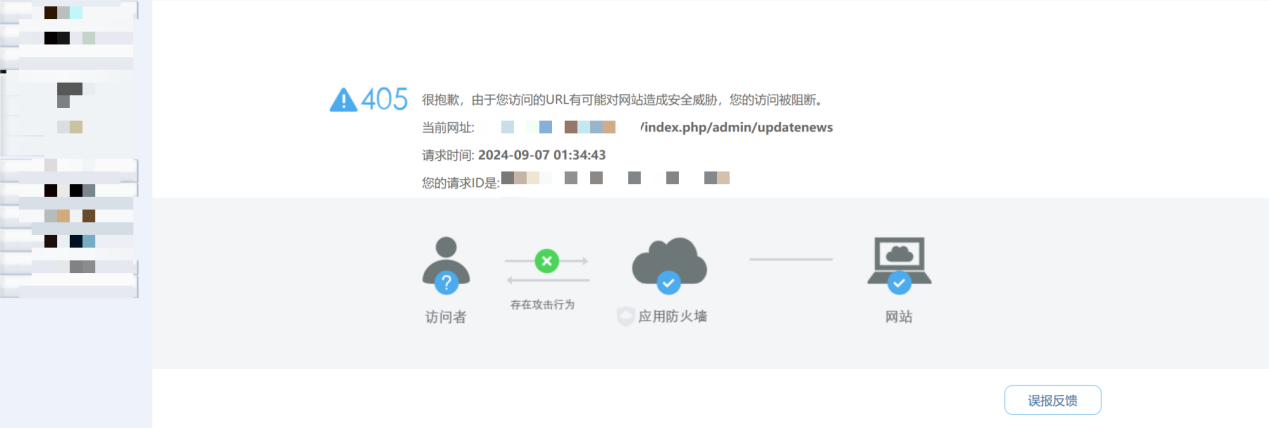 405 很抱歉，由于您访问的URL有可能对网站造成安全威胁，您的访问被阻断。
当前网址: /index.php/admin/updatenews
请求时间: 2024-09-07 01:34:43
您的请求ID是:
存在攻击行为
访问者
应用防火墙
网站
误报反馈